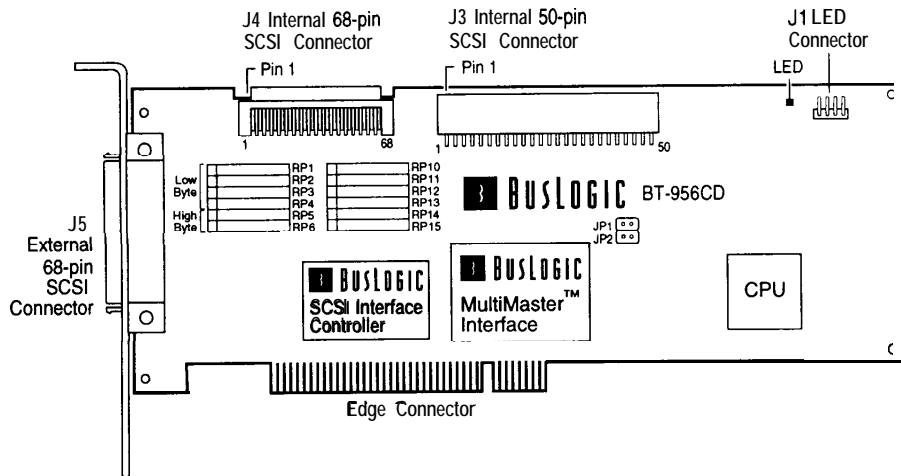 J4 Internal 68-pin
SCSI Connector
Pin 1
J3 Internal 50-pin
SCSI Connector
Pin 1
J1 LED
Connector
LED
1
68
1
50
Low
Byte
High
Byte
RP1
RP2
RP3
RP4
RP5
RP6
RP10
RP11
RP12
RP13
RP14
RP15
BUSLOGIC BT-956CD
JP1
JP2
J5
External
68-pin
SCSI
Connector
BUSLOGIC
SCSI Interface
Controller
BUSLOGIC
MultiMaster™
Interface
CPU
Edge Connector